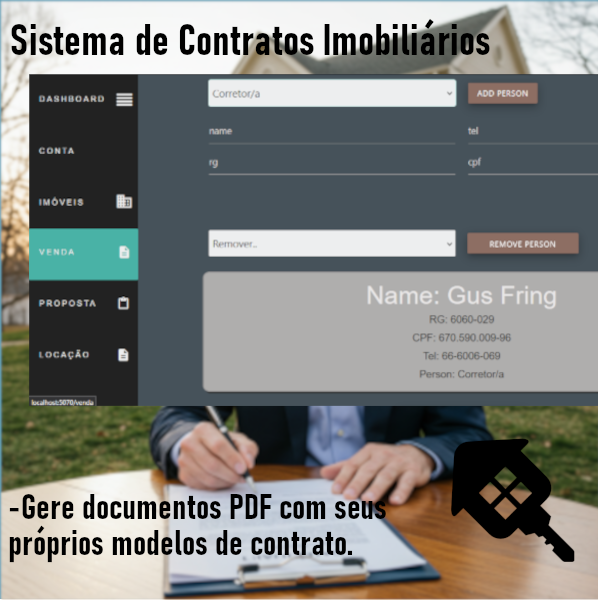 Sistema de Contratos Imobiliários
DASHBOARD
CONTA
IMÓVEIS
VENDA
PROPOSTA
LOCAÇÃO
localhost:5070/venda
Corretor/a
ADD PERSON
name
tel
rg
cpf
Remover..
REMOVE PERSON
Name: Gus Fring
RG: 6060-029
CPF: 670.590.009-96
Tel: 66-6006-069
Person: Corretor/a
-Gere documentos PDF com seus
próprios modelos de contrato.